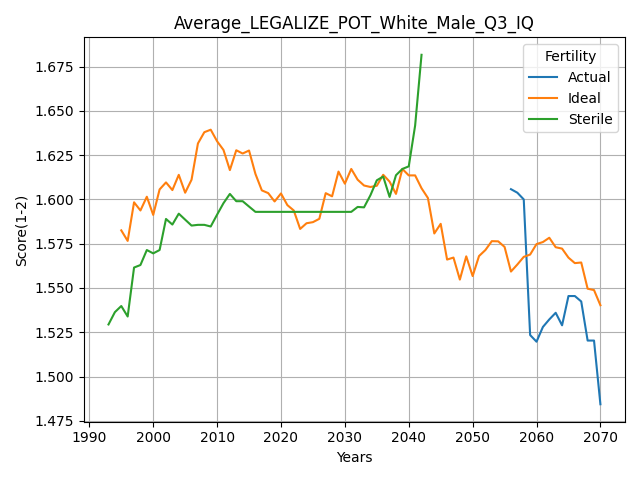 Average_LEGALIZE_POT_White_Male_Q3_IQ
Fertility
Actual
Ideal
Sterile
Score(1-2)
1.675
1.650
1.625
1.600
1.575
1.550
1.525
1.500
1.475
1990
2000
2010
2020
2030
2040
2050
2060
2070
Years